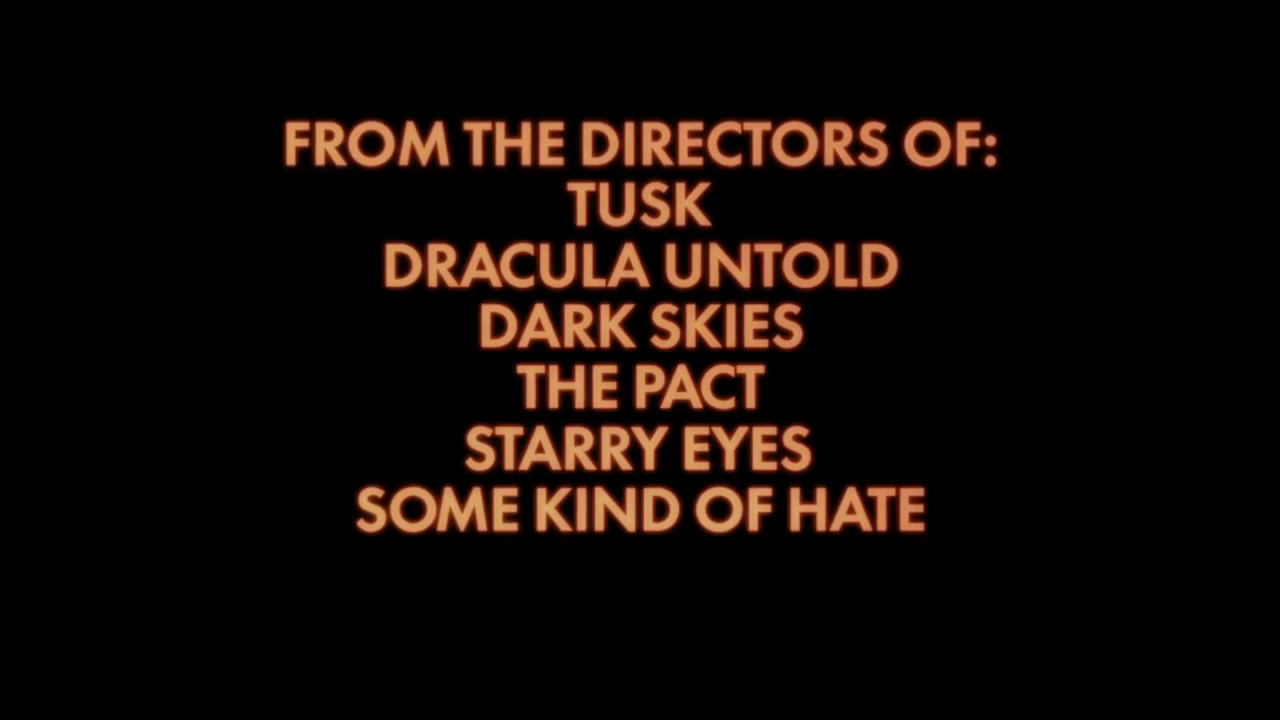 FROM THE DIRECTORS OF:
TUSK
DRACULA UNTOLD
DARK SKIES
THE PACT
STARRY EYES
SOME KIND OF HATE